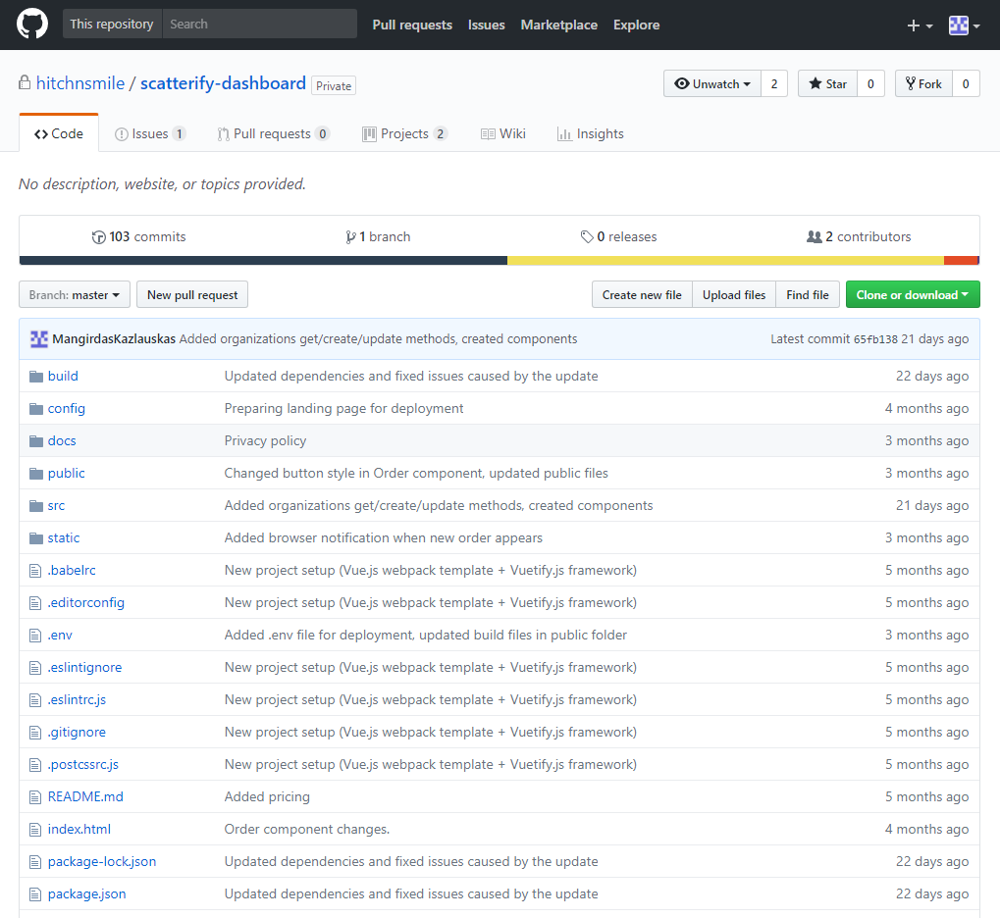 This repository Search Pull requests Issues Marketplace Explore
hitchnsmile / scatterify-dashboard Private Unwatch 2 Star 0 Fork 0
Code Issues 1 Pull requests 0 Projects 2 Wiki Insights
No description, website, or topics provided.
103 commits 1 branch 0 releases 2 contributors
Branch: master New pull request Create new file Upload files Find file Clone or download
MangirdasKazlauskas Added organizations get/create/update methods, created components Latest commit 65fb138 21 days ago
build Updated dependencies and fixed issues caused by the update 22 days ago
config Preparing landing page for deployment 4 months ago
docs Privacy policy 3 months ago
public Changed button style in Order component, updated public files 3 months ago
src Added organizations get/create/update methods, created components 21 days ago
static Added browser notification when new order appears 3 months ago
.babelrc New project setup (Vue.js webpack template + Vuetify.js framework) 5 months ago
.editorconfig New project setup (Vue.js webpack template + Vuetify.js framework) 5 months ago
.env Added .env file for deployment, updated build files in public folder 3 months ago
.eslintignore New project setup (Vue.js webpack template + Vuetify.js framework) 5 months ago
.eslintrc.js New project setup (Vue.js webpack template + Vuetify.js framework) 5 months ago
.gitignore New project setup (Vue.js webpack template + Vuetify.js framework) 5 months ago
.postcssrc.js New project setup (Vue.js webpack template + Vuetify.js framework) 5 months ago
README.md Added pricing 5 months ago
index.html Order component changes. 4 months ago
package-lock.json Updated dependencies and fixed issues caused by the update 22 days ago
package.json Updated dependencies and fixed issues caused by the update 22 days ago